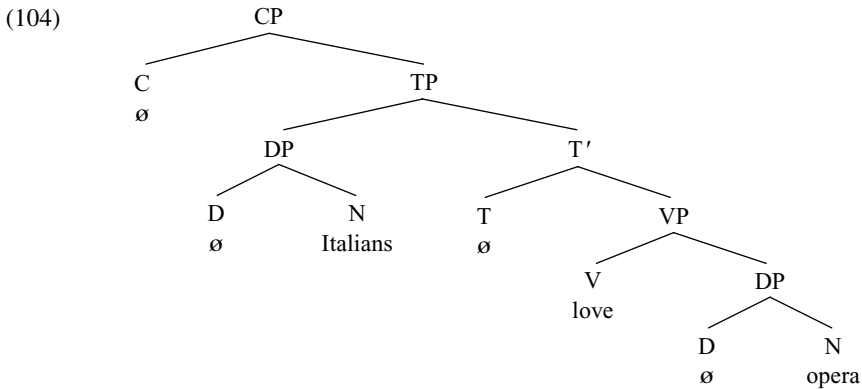 (104) CP
C TP
ø
DP T′
D N T VP
ø Italians ø
V DP
love
D N
ø opera